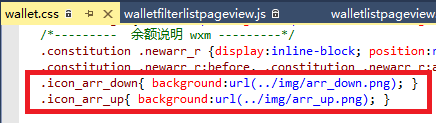 wallet.css walletfilterlistpageview.js walletlistpageview
/*-------- 余额说明 wxm ---------*/
.constitution .newarr_r {display:inline-block; position:
.constitution .newarr_r:before, .constitution .newarr_r:a
.icon_arr_down{ background:url(../img/arr_down.png); }
.icon_arr_up{ background:url(../img/arr_up.png); }